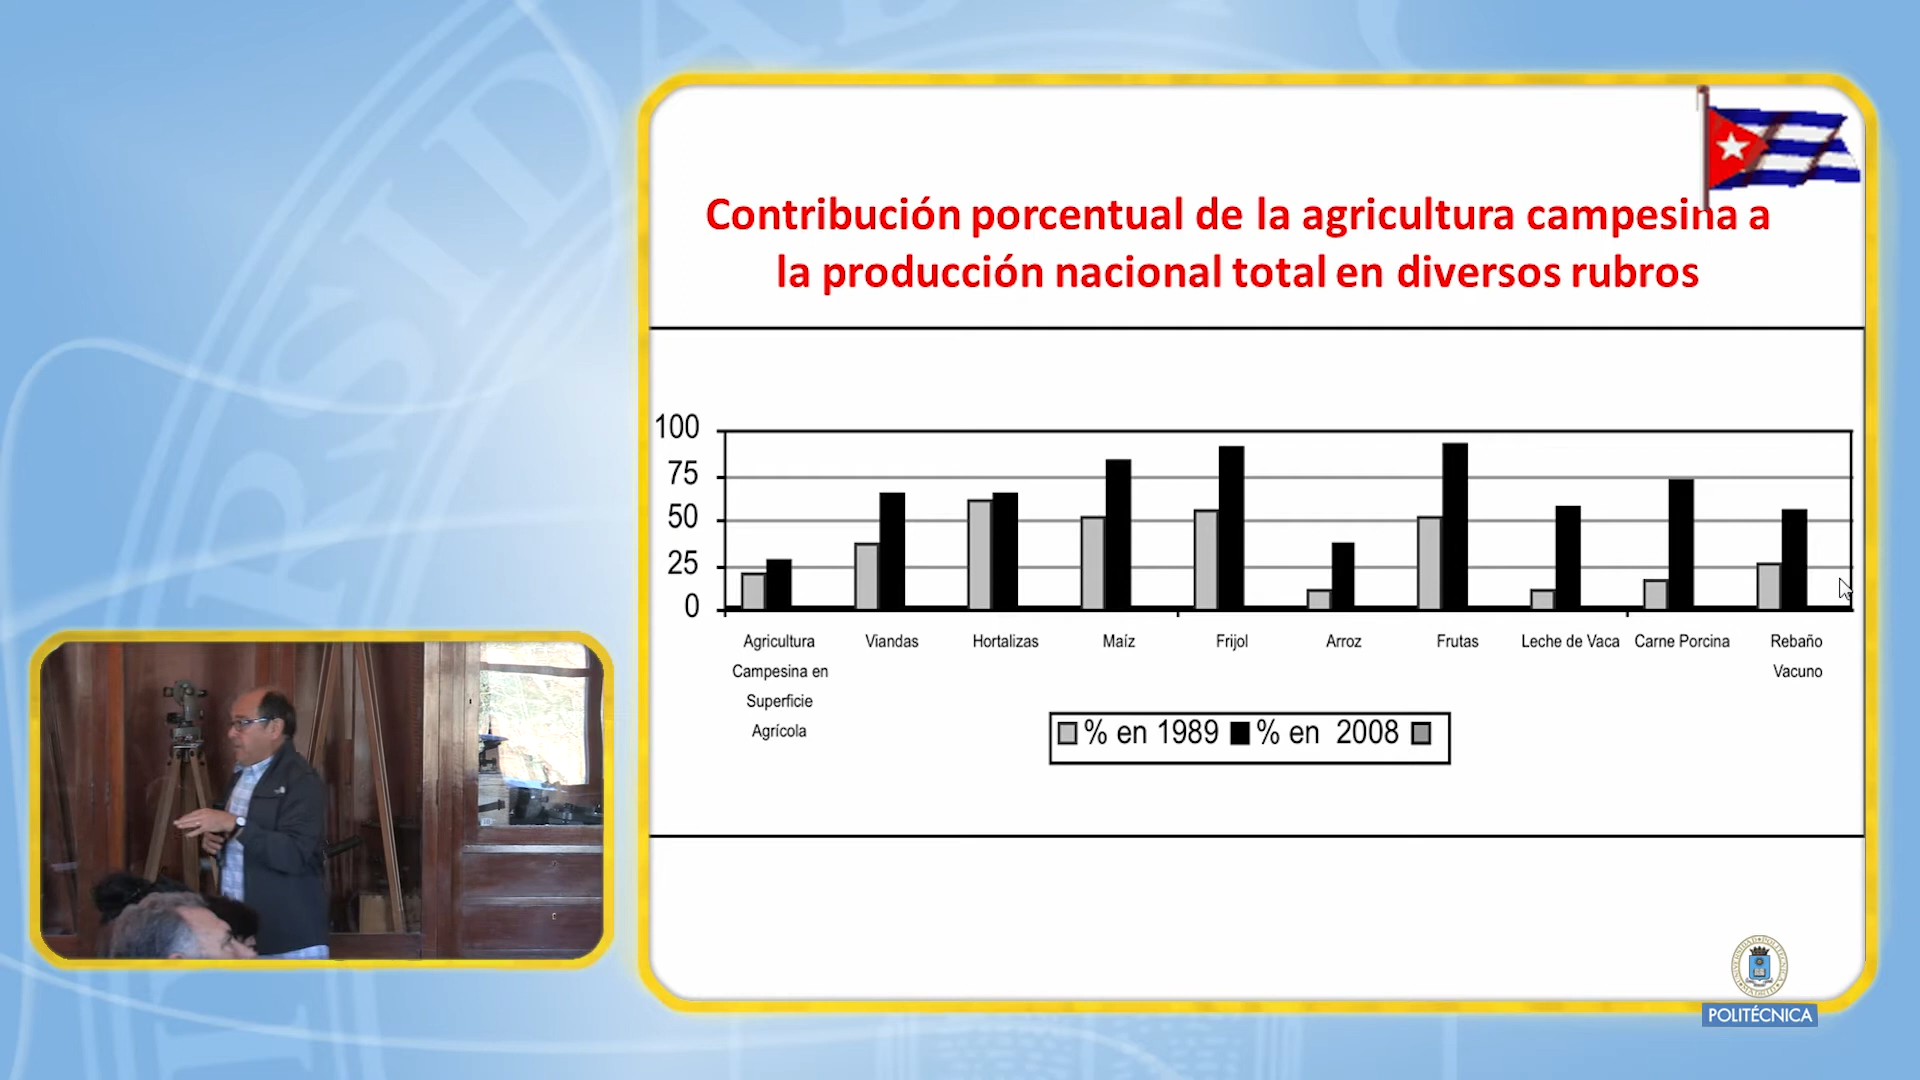 Contribución porcentual de la agricultura campesina a
la producción nacional total en diversos rubros
100
75
50
25
0
Agricultura
Campesina en
Superficie
Agrícola
Viandas
Hortalizas
Maíz
Frijol
Arroz
Frutas
Leche de Vaca
Carne Porcina
Rebaño
Vacuno
% en 1989 % en 2008
POLITÉCNICA